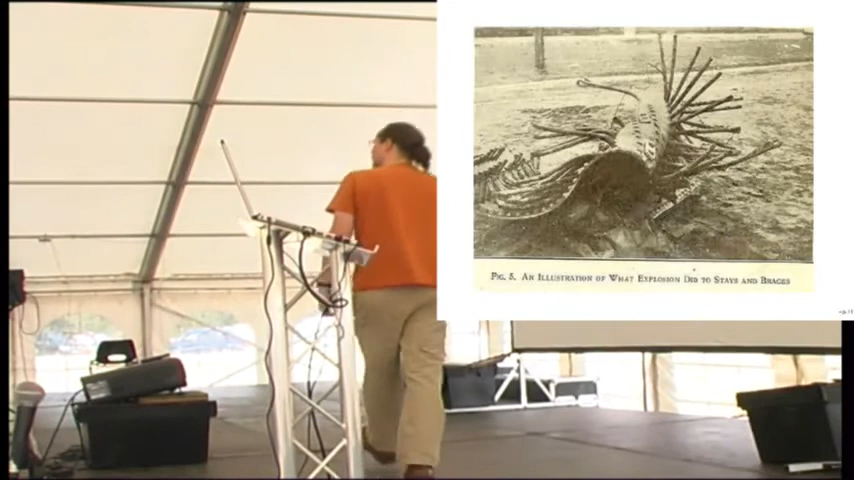 FIG. 5. AN ILLUSTRATION OF WHAT EXPLOSION DID TO STAYS AND BRACES